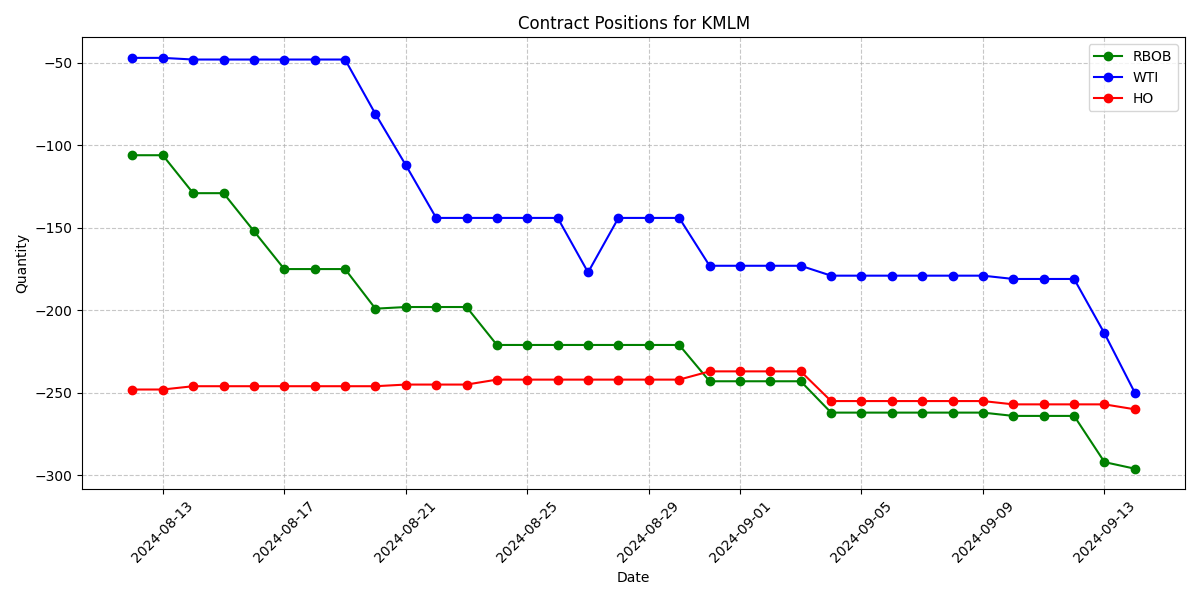 Contract Positions for KMLM
RBOB
WTI
HO
Quantity
−50
−100
−150
−200
−250
−300
2024-08-13
2024-08-17
2024-08-21
2024-08-25
2024-08-29
2024-09-01
2024-09-05
2024-09-09
2024-09-13
Date